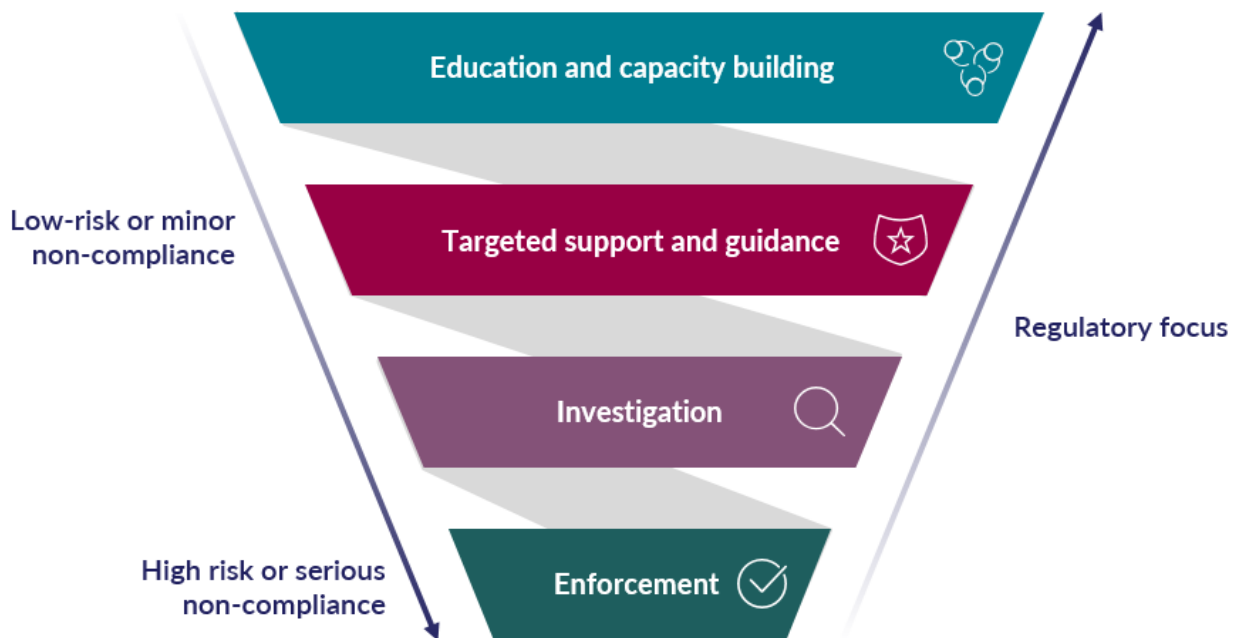 Education and capacity building
Low-risk or minor
non-compliance
Targeted support and guidance
Regulatory focus
Investigation
High risk or serious
non-compliance
Enforcement